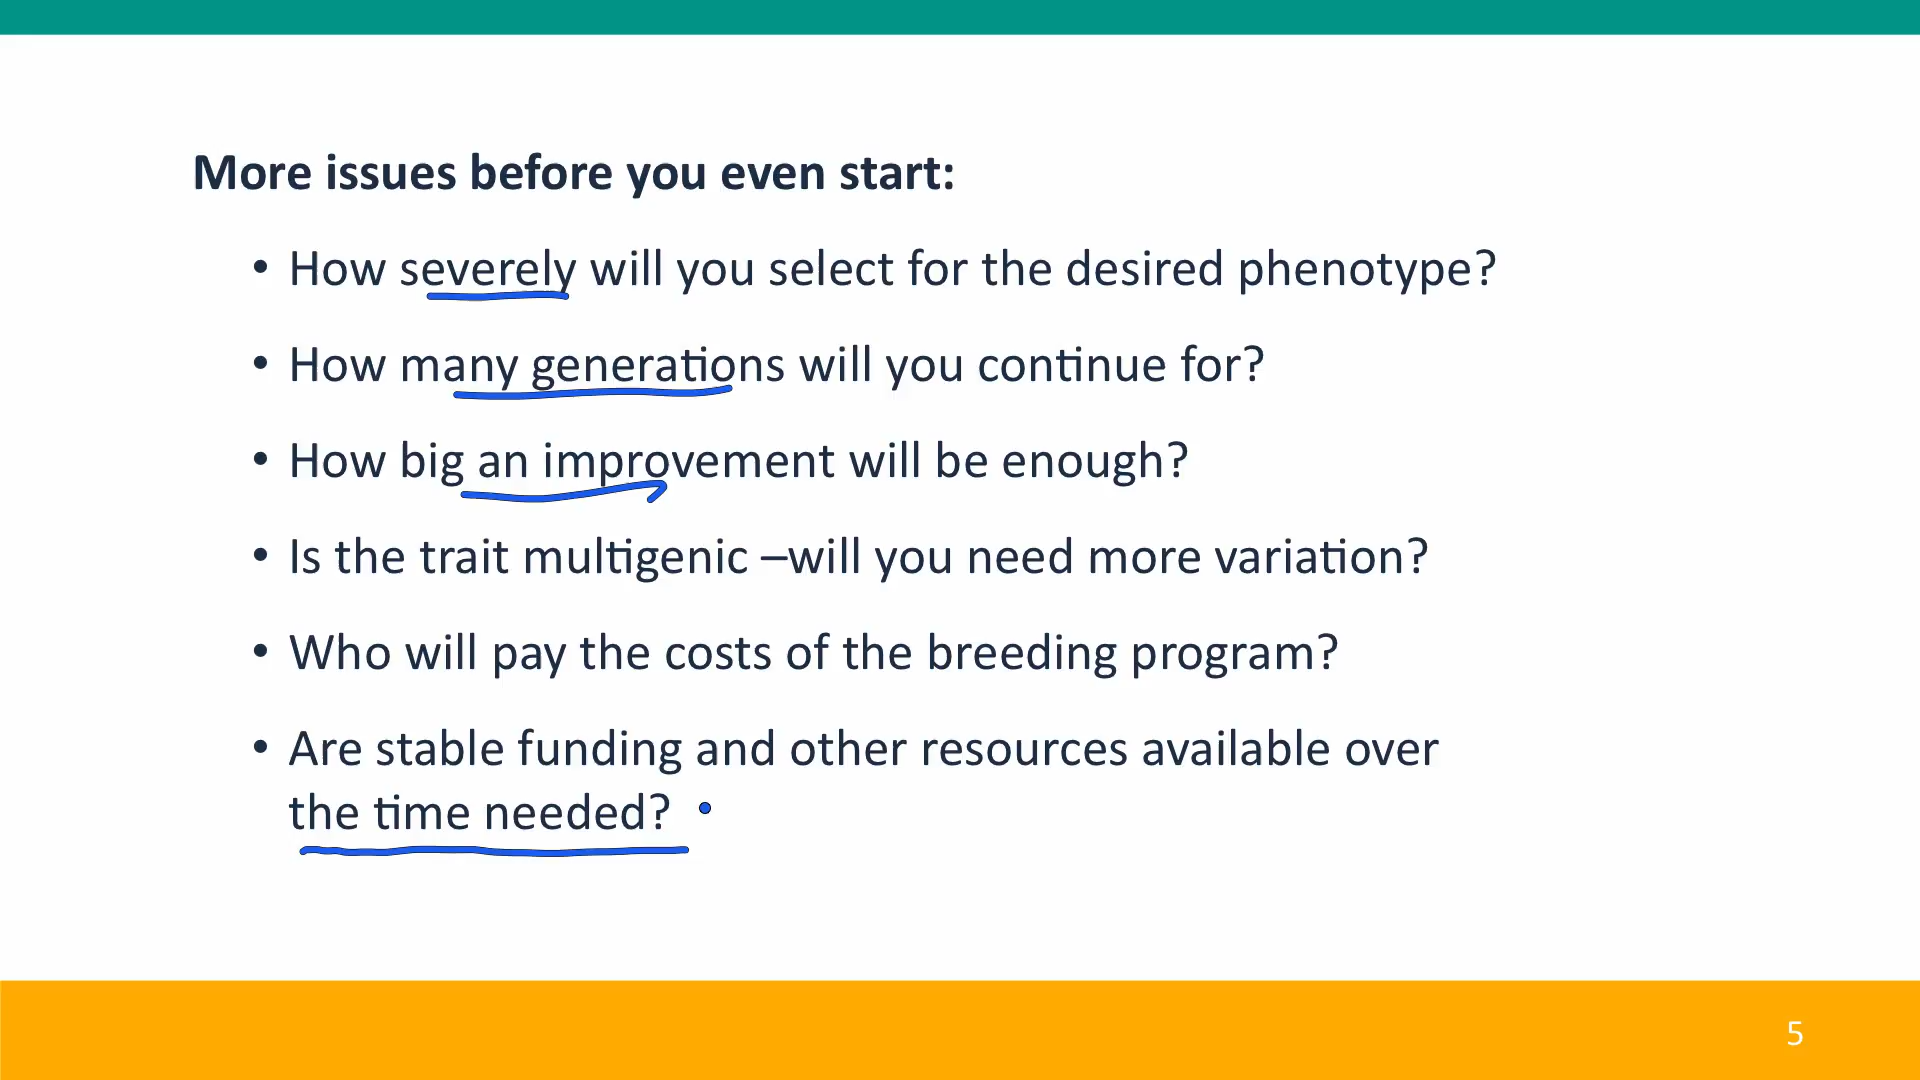 More issues before you even start:
• How severely will you select for the desired phenotype?
• How many generations will you continue for?
• How big an improvement will be enough?
• Is the trait multigenic –will you need more variation?
• Who will pay the costs of the breeding program?
• Are stable funding and other resources available over
the time needed?
5